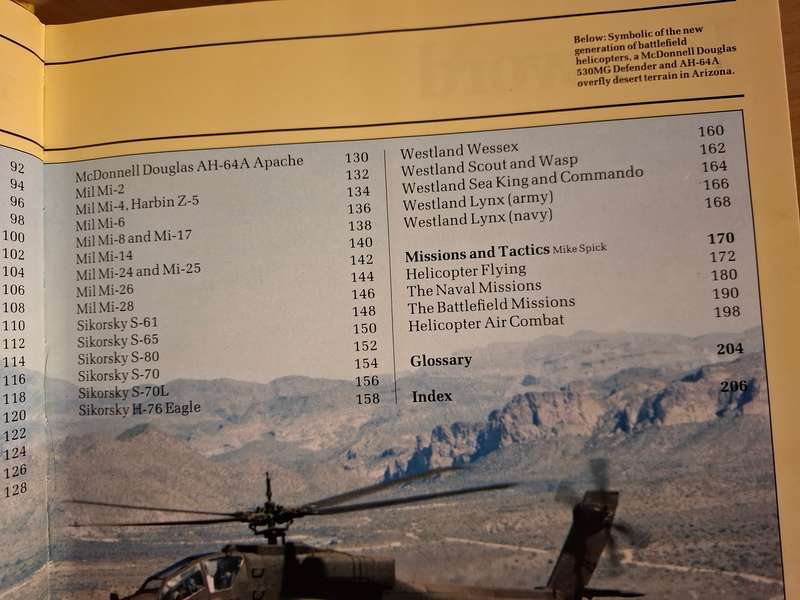 Below: Symbolic of the new
generation of battlefield
helicopters, a McDonnell Douglas
530MG Defender and AH-64A
overfly desert terrain in Arizona.
92
94
96
98
100
102
104
106
108
110
112
114
116
118
120
122
124
126
128
McDonnell Douglas AH-64A Apache 130
Mil Mi-2 132
Mil Mi-4, Harbin Z-5 134
Mil Mi-6 136
Mil Mi-8 and Mi-17 138
Mil Mi-14 140
Mil Mi-24 and Mi-25 142
Mil Mi-26 144
Mil Mi-28 146
Sikorsky S-61 148
Sikorsky S-65 150
Sikorsky S-80 152
Sikorsky S-70 154
Sikorsky S-70L 156
Sikorsky H-76 Eagle 158
Westland Wessex 160
Westland Scout and Wasp 162
Westland Sea King and Commando 164
Westland Lynx (army) 166
Westland Lynx (navy) 168
Missions and Tactics Mike Spick 170
Helicopter Flying 172
The Naval Missions 180
The Battlefield Missions 190
Helicopter Air Combat 198
Glossary 204
Index 206